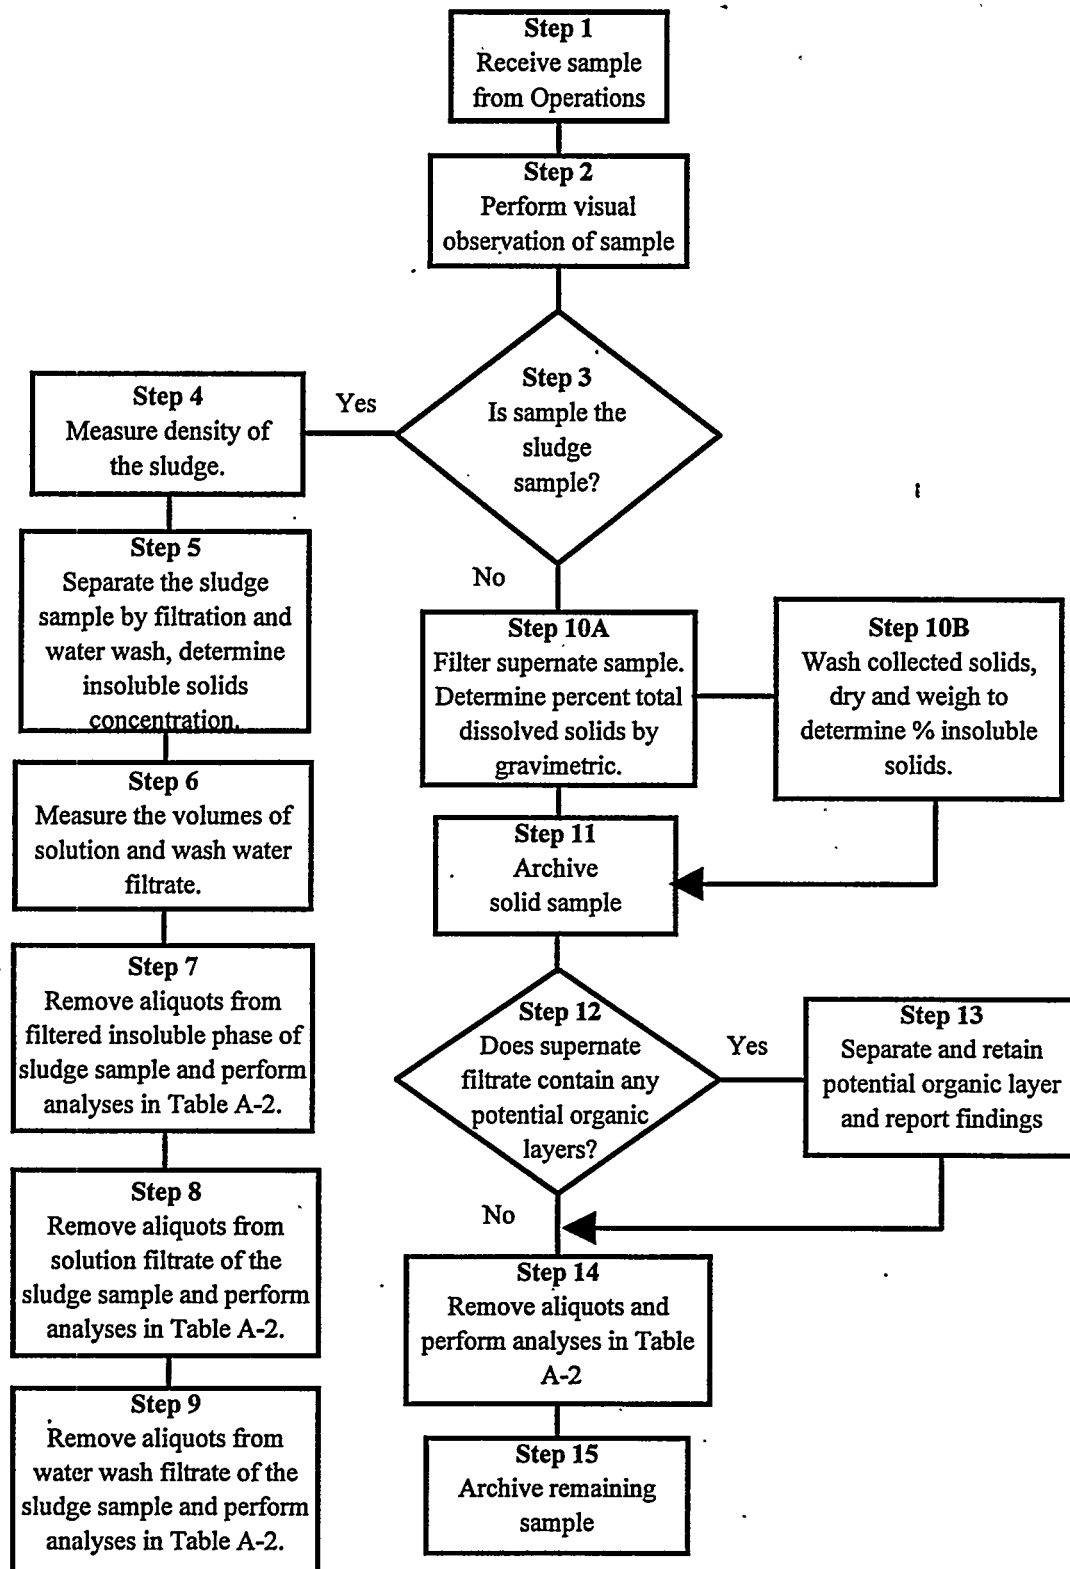 Step 1
Receive sample
from Operations
Step 2
Perform visual
observation of sample
Step 3
Is sample the
sludge
sample?
Yes
Step 4
Measure density of
the sludge.
Step 5
Separate the sludge
sample by filtration and
water wash, determine
insoluble solids
concentration.
Step 6
Measure the volumes of
solution and wash water
filtrate.
Step 7
Remove aliquots from
filtered insoluble phase of
sludge sample and perform
analyses in Table A-2.
Step 8
Remove aliquots from
solution filtrate of the
sludge sample and perform
analyses in Table A-2.
Step 9
Remove aliquots from
water wash filtrate of the
sludge sample and perform
analyses in Table A-2.
No
Step 10A
Filter supernate sample.
Determine percent total
dissolved solids by
gravimetric.
Step 10B
Wash collected solids,
dry and weigh to
determine % insoluble
solids.
Step 11
Archive
solid sample
Step 12
Does supernate
filtrate contain any
potential organic
layers?
Yes
Step 13
Separate and retain
potential organic layer
and report findings
No
Step 14
Remove aliquots and
perform analyses in Table
A-2
Step 15
Archive remaining
sample